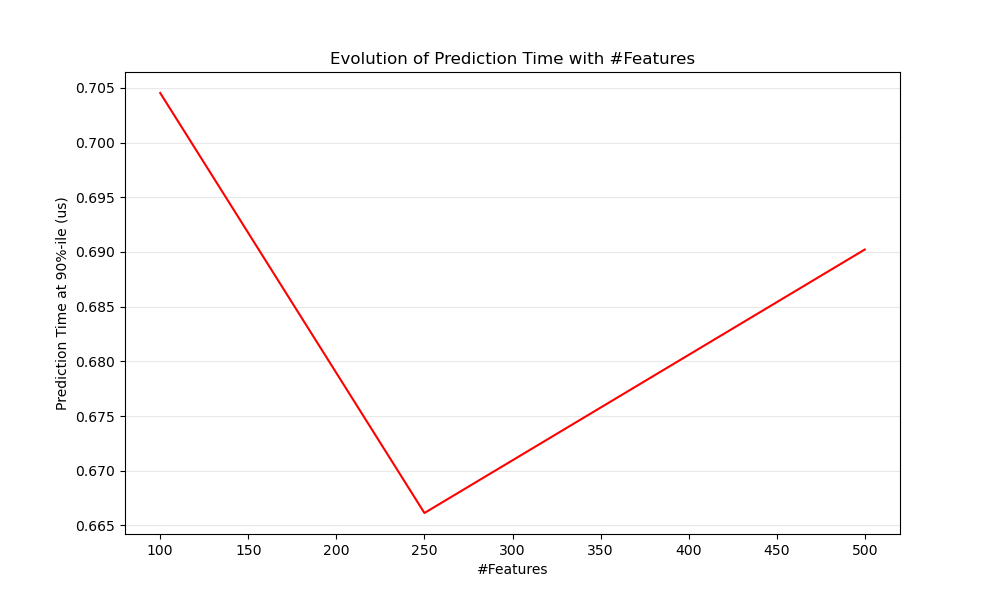 Evolution of Prediction Time with #Features
Prediction Time at 90%-ile (us)
0.705
0.700
0.695
0.690
0.685
0.680
0.675
0.670
0.665
100 150 200 250 300 350 400 450 500
#Features